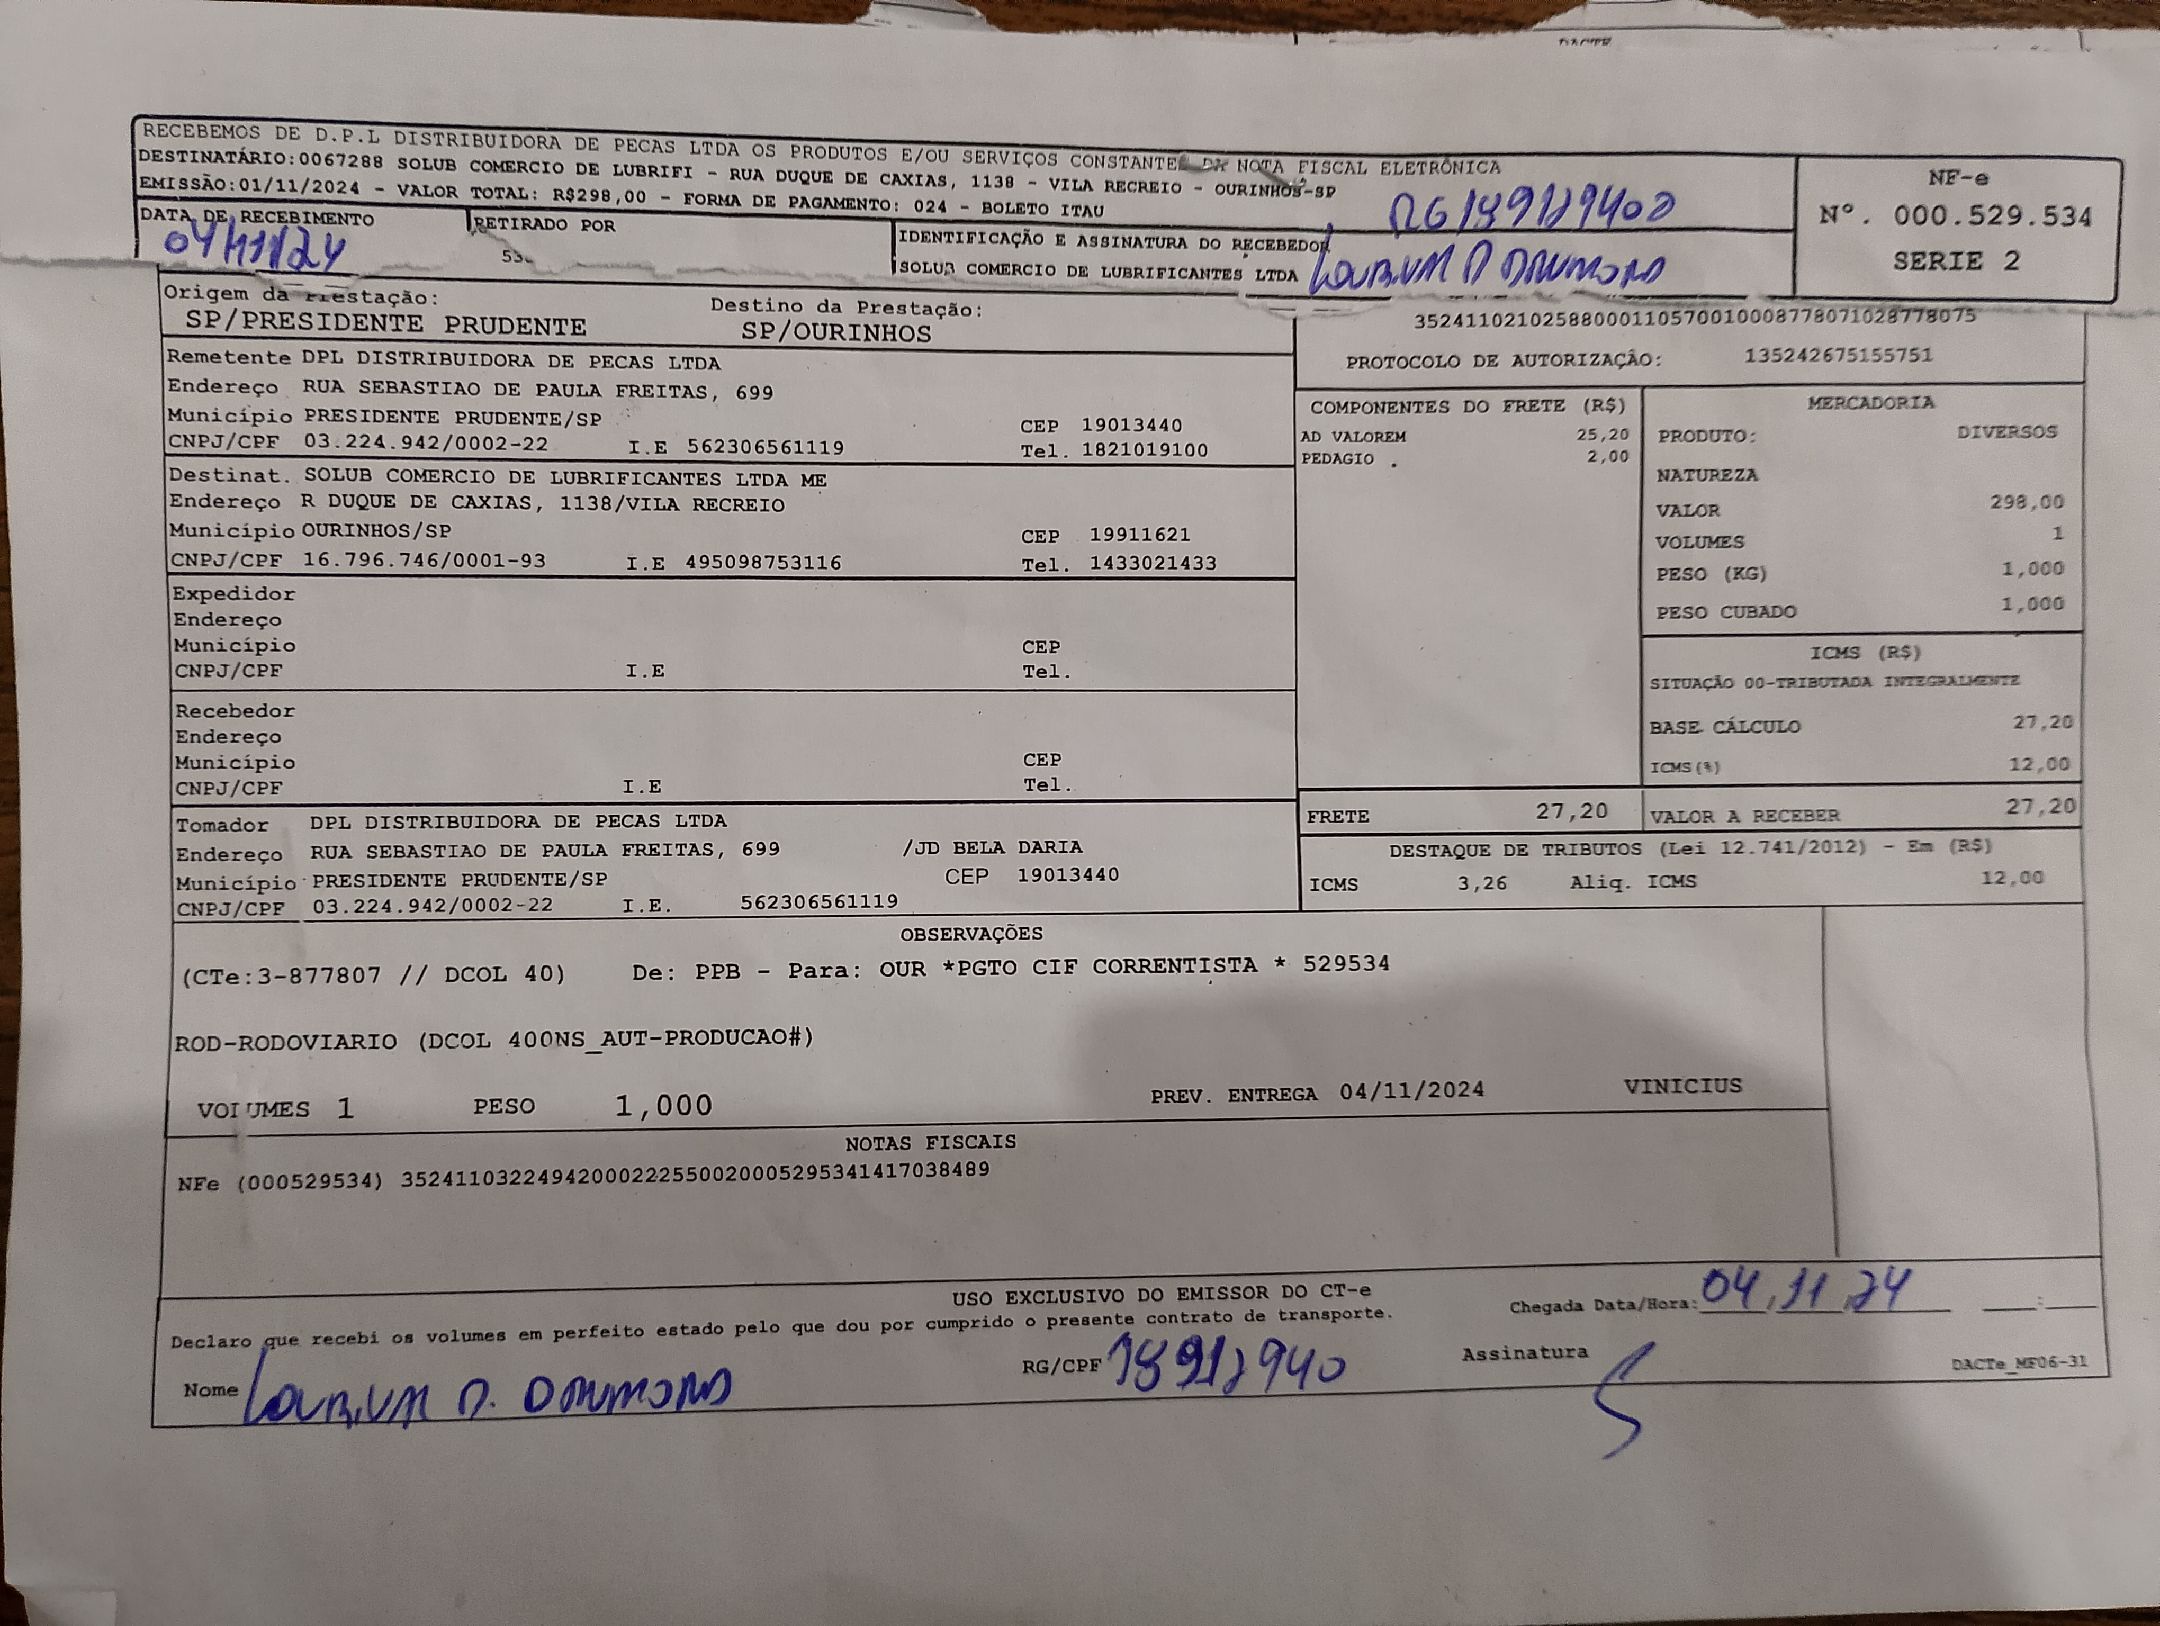 RECEBEMOS DE D.P.L DISTRIBUIDORA DE PECAS LTDA OS PRODUTOS E/OU SERVIÇOS CONSTANTE DA NOTA FISCAL ELETRÔNICA
DESTINATÁRIO:0067288 SOLUB COMERCIO DE LUBRIFI - RUA DUQUE DE CAXIAS, 1138 - VILA RECREIO - OURINHOS-SP
EMISSÃO:01/11/2024 - VALOR TOTAL: R$298,00 - FORMA DE PAGAMENTO: 024 - BOLETO ITAU
NF-e
Nº. 000.529.534
SERIE 2
DATA DE RECEBIMENTO
04/11/24
RETIRADO POR
IDENTIFICAÇÃO E ASSINATURA DO RECEBEDOR
SOLUB COMERCIO DE LUBRIFICANTES LTDA
Origem da Prestação:
SP/PRESIDENTE PRUDENTE
Destino da Prestação:
SP/OURINHOS
35241102102588000110570010008778071028778075
PROTOCOLO DE AUTORIZAÇÃO: 135242675155751
Remetente DPL DISTRIBUIDORA DE PECAS LTDA
Endereço RUA SEBASTIAO DE PAULA FREITAS, 699
Município PRESIDENTE PRUDENTE/SP CEP 19013440
CNPJ/CPF 03.224.942/0002-22 I.E 562306561119 Tel. 1821019100
Destinat. SOLUB COMERCIO DE LUBRIFICANTES LTDA ME
Endereço R DUQUE DE CAXIAS, 1138/VILA RECREIO
Município OURINHOS/SP CEP 19911621
CNPJ/CPF 16.796.746/0001-93 I.E 495098753116 Tel. 1433021433
Expedidor
Endereço
Município CEP
CNPJ/CPF I.E Tel.
Recebedor
Endereço
Município CEP
CNPJ/CPF I.E Tel.
Tomador DPL DISTRIBUIDORA DE PECAS LTDA
Endereço RUA SEBASTIAO DE PAULA FREITAS, 699 /JD BELA DARIA
Município PRESIDENTE PRUDENTE/SP CEP 19013440
CNPJ/CPF 03.224.942/0002-22 I.E. 562306561119
COMPONENTES DO FRETE (R$)
AD VALOREM 25,20
PEDAGIO . 2,00
MERCADORIA
PRODUTO: DIVERSOS
NATUREZA
VALOR 298,00
VOLUMES 1
PESO (KG) 1,000
PESO CUBADO 1,000
ICMS (R$)
SITUAÇÃO 00-TRIBUTADA INTEGRALMENTE
BASE CÁLCULO 27,20
ICMS(%) 12,00
FRETE 27,20 VALOR A RECEBER 27,20
DESTAQUE DE TRIBUTOS (Lei 12.741/2012) - Em (R$)
ICMS 3,26 Aliq. ICMS 12,00
OBSERVAÇÕES
(CTe:3-877807 // DCOL 40) De: PPB - Para: OUR *PGTO CIF CORRENTISTA * 529534
ROD-RODOVIARIO (DCOL 400NS_AUT-PRODUCAO#)
VOLUMES 1 PESO 1,000 PREV. ENTREGA 04/11/2024 VINICIUS
NOTAS FISCAIS
NFe (000529534) 35241103224942000222550020005295341417038489
USO EXCLUSIVO DO EMISSOR DO CT-e
Declaro que recebi os volumes em perfeito estado pelo que dou por cumprido o presente contrato de transporte.
Chegada Data/Hora: 04,11,24
Nome
RG/CPF
Assinatura
DACTe_MF06-31